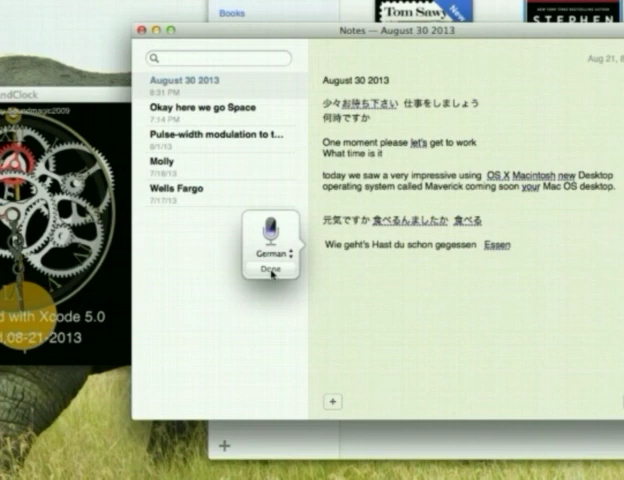 Books
Tom Sawy
New
STEPHEN
Notes — August 30 2013
ndClock
August 30 2013
8:31 PM
Okay here we go Space
7:14 PM
Pulse-width modulation to t...
8/1/13
Molly
7/18/13
Wells Fargo
7/17/13
German
Done
d with Xcode 5.0
08-21-2013
Aug 21, 8
August 30 2013
少々お待ち下さい 仕事をしましょう
何時ですか
One moment please let's get to work
What time is it
today we saw a very impressive using OS X Macintosh new Desktop
operating system called Maverick coming soon your Mac OS desktop.
元気ですか 食べるんましたか 食べる
Wie geht's Hast du schon gegessen Essen